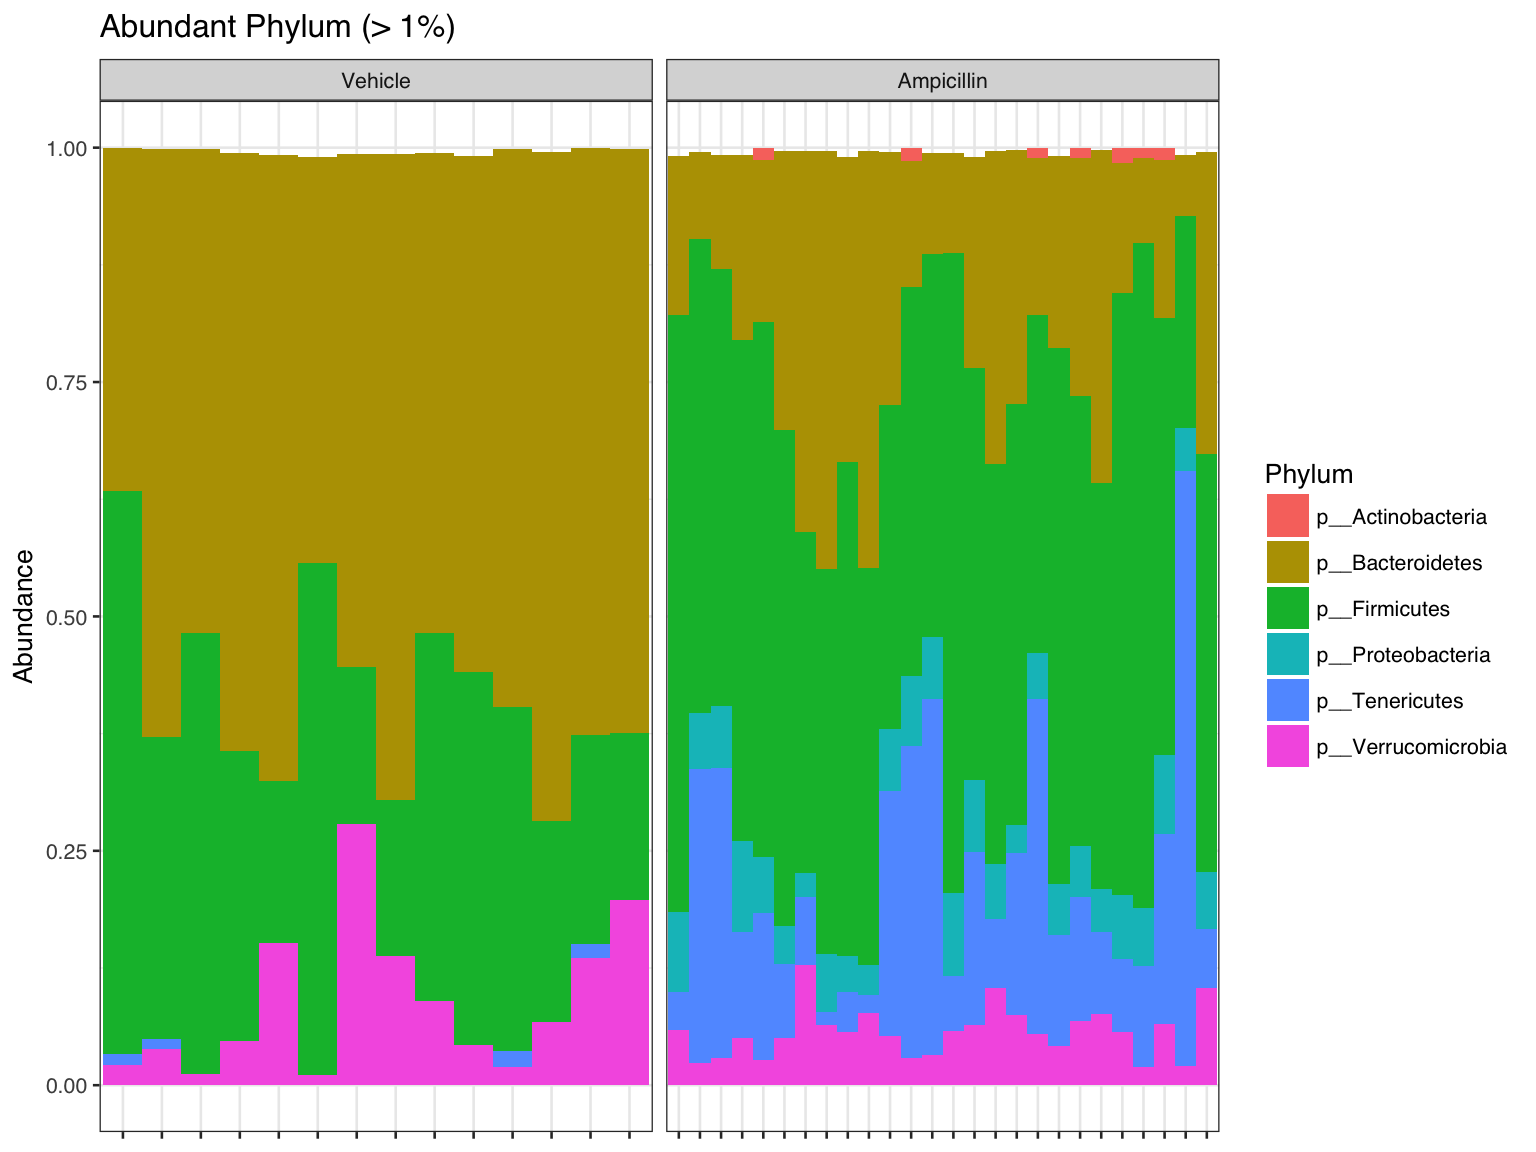 Abundant Phylum (> 1%)
Vehicle
Ampicillin
1.00
0.75
0.50
0.25
0.00
Abundance
Phylum
p__Actinobacteria
p__Bacteroidetes
p__Firmicutes
p__Proteobacteria
p__Tenericutes
p__Verrucomicrobia